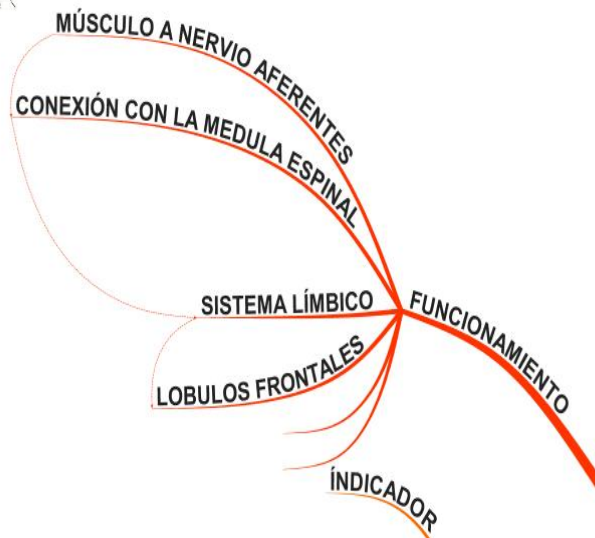 MÚSCULO A NERVIO AFERENTES
CONEXIÓN CON LA MEDULA ESPINAL
SISTEMA LÍMBICO
FUNCIONAMIENTO
LOBULOS FRONTALES
ÍNDICADOR